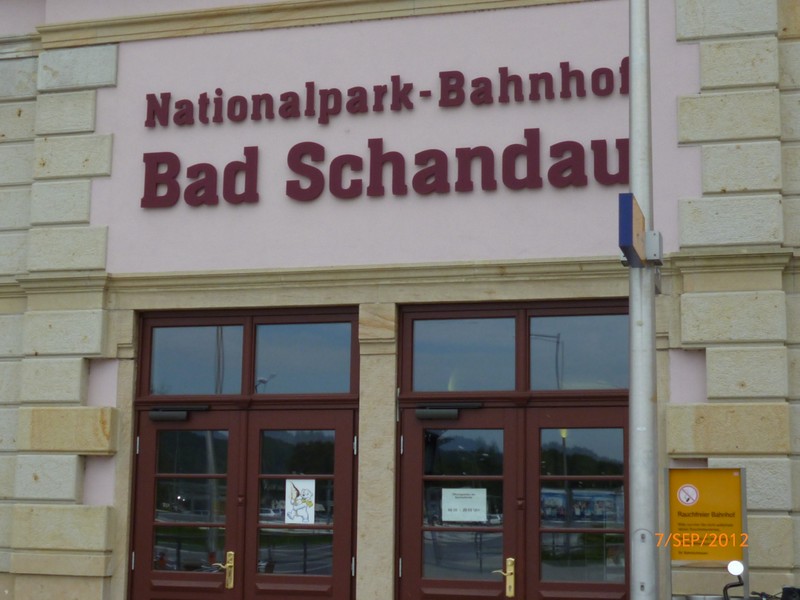 Nationalpark-Bahnhof
Bad Schandau
Rauchfreier Bahnhof
7/SEP/2012